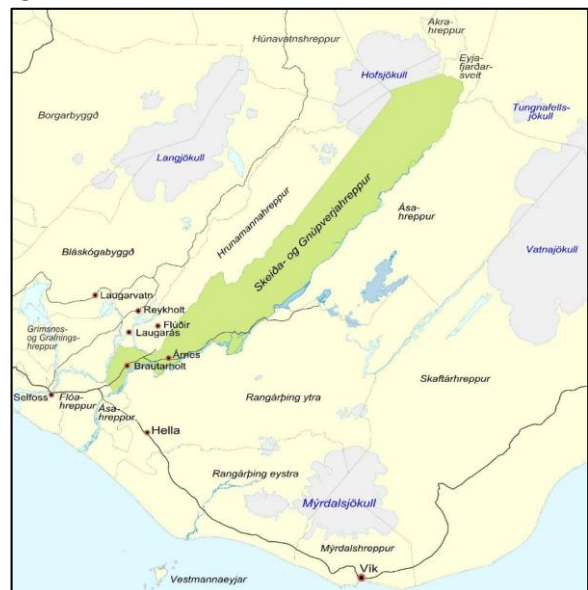 Akra-
hreppur
Húnavatnshreppur
Eyja-
fjarðar-
sveit
Hofsjökull
Tungnafells-
jökull
Borgarbyggð
Langjökull
Hrunamannahreppur
Skeiða- og Gnúpverjahreppur
Ása-
hreppur
Vatnajökull
Bláskógabyggð
Laugarvatn
Reykholt
Flúðir
Laugarás
Grímsnes-
og Grafnings-
hreppur
Árnes
Brautarholt
Skaftárhreppur
Selfoss
Flóa-
hreppur
Ása-
hreppur
Rangárþing ytra
Hella
Rangárþing eystra
Mýrdalsjökull
Mýrdalshreppur
Vík
Vestmannaeyjar